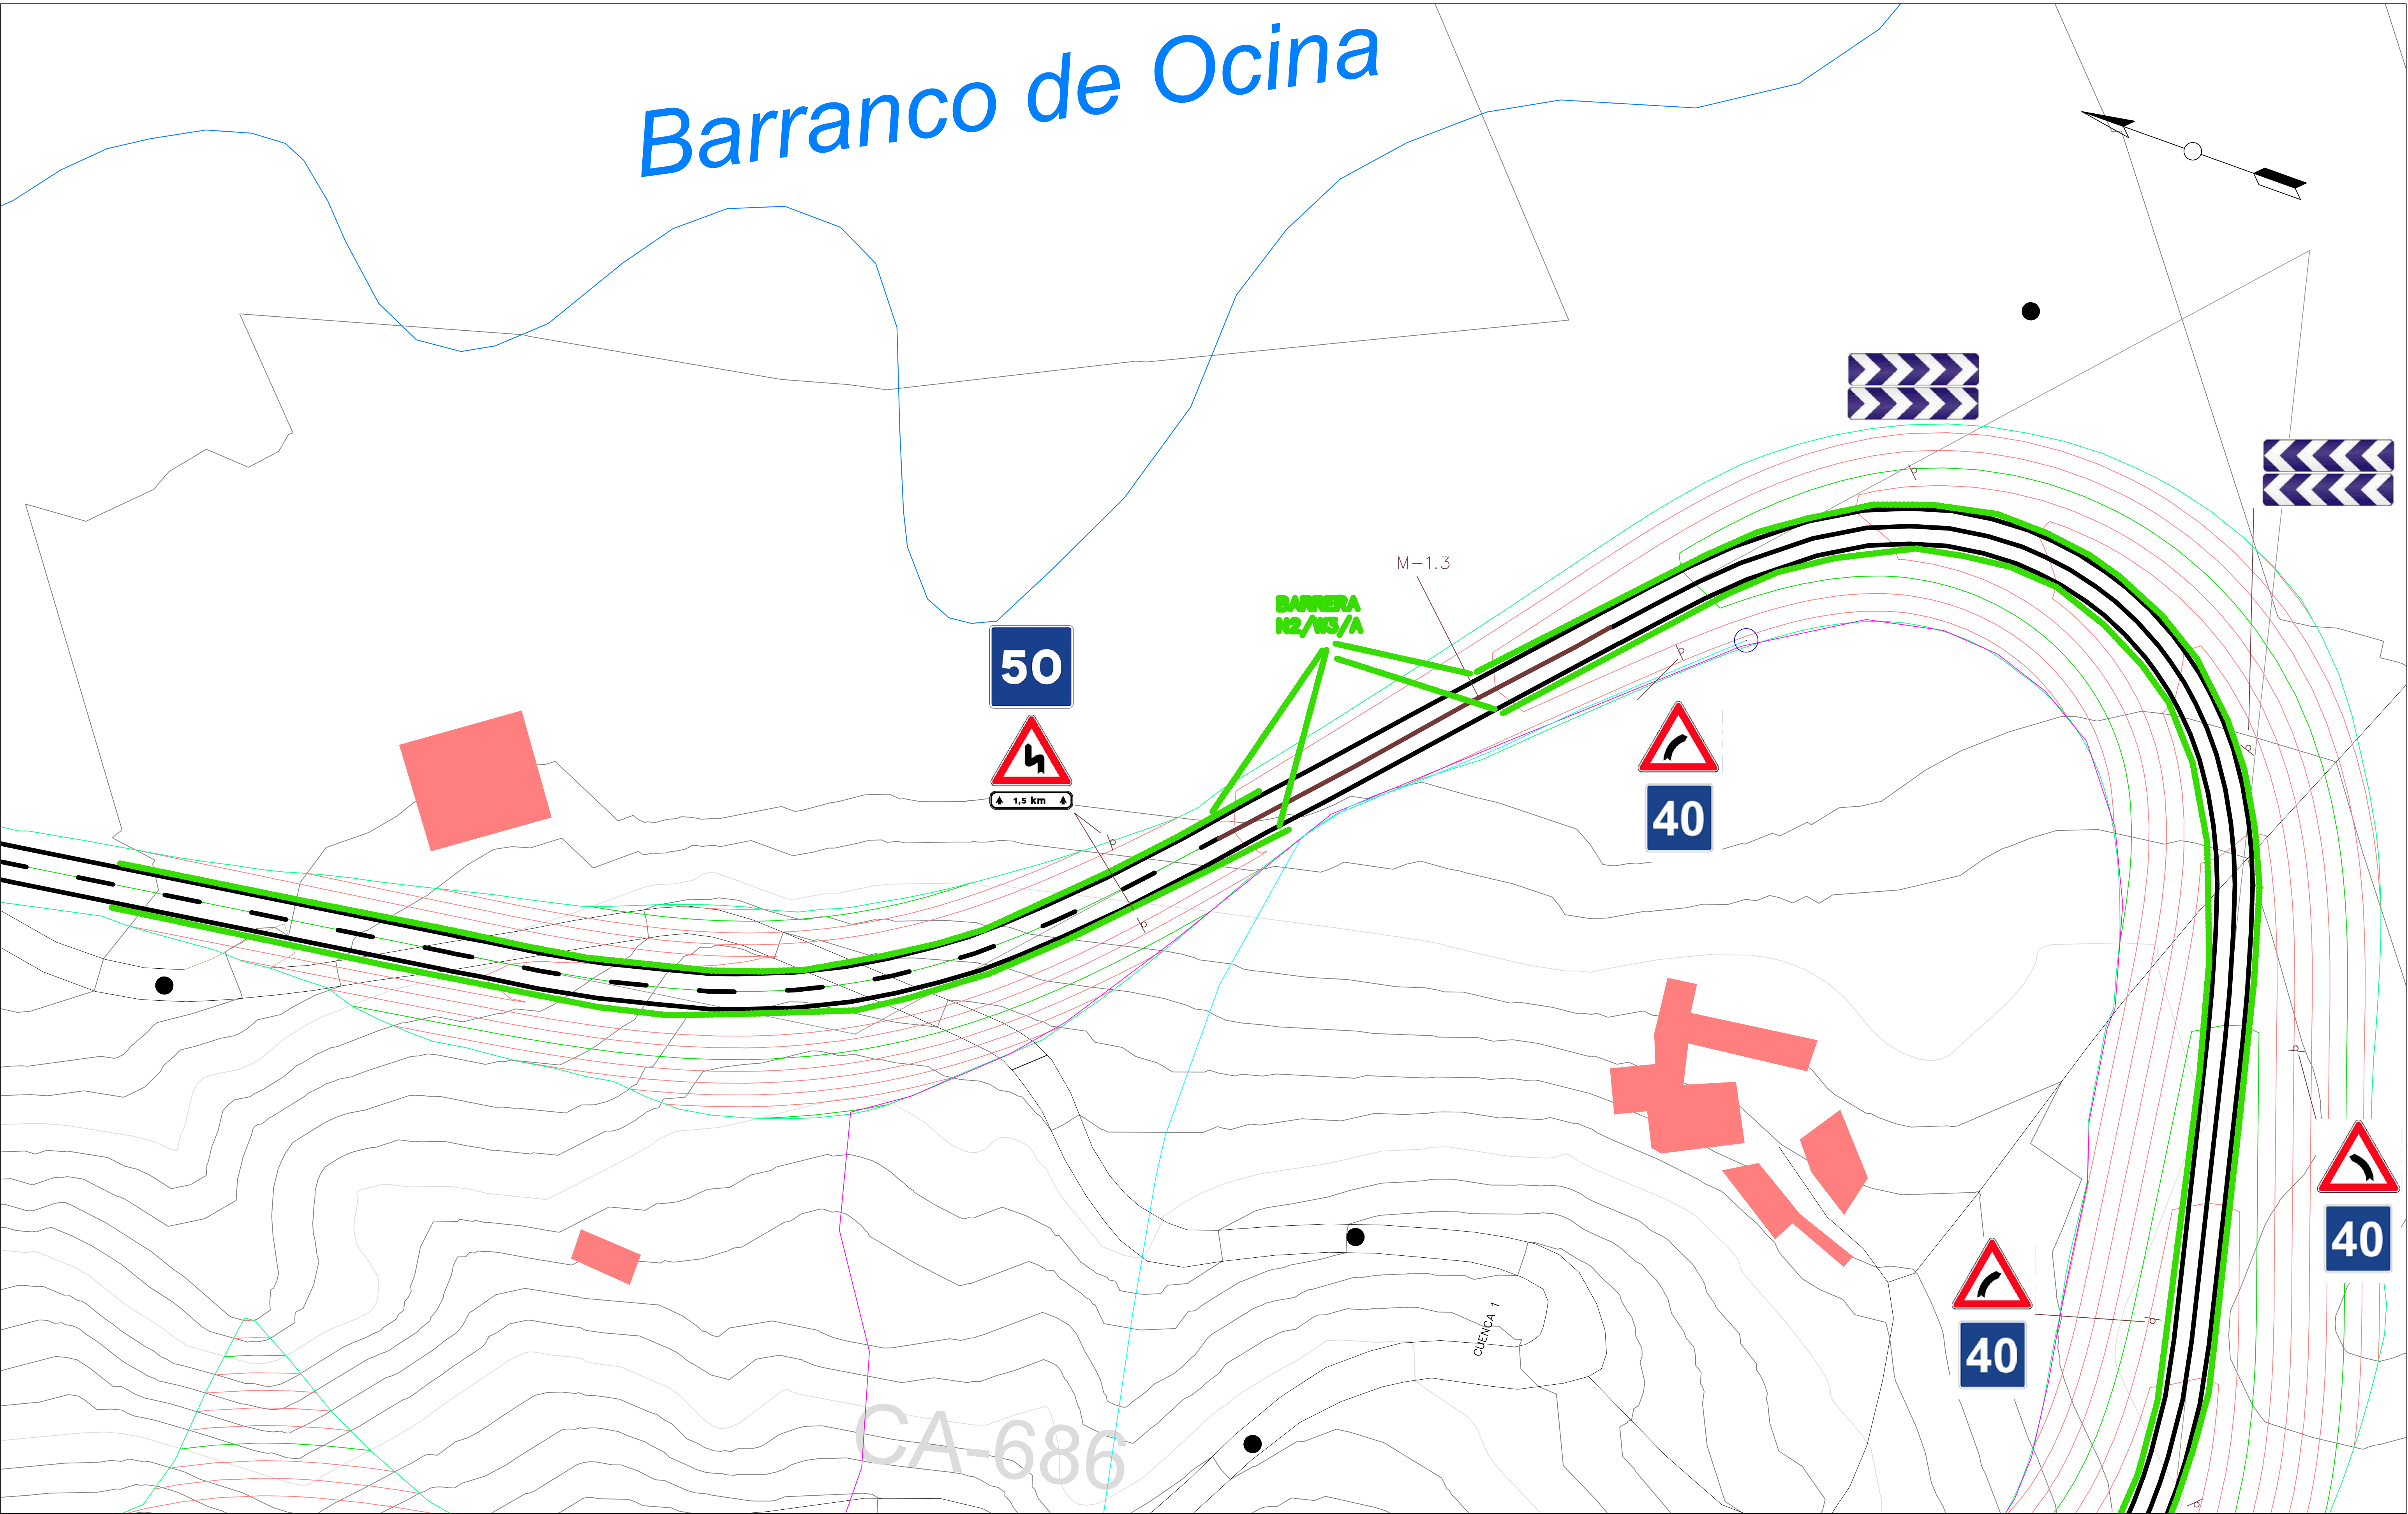 Barranco de Ocina
M-1.3
BARRERA
N2/W3/A
50
1,5 km
40
40
40
CUENCA 1
CA-686